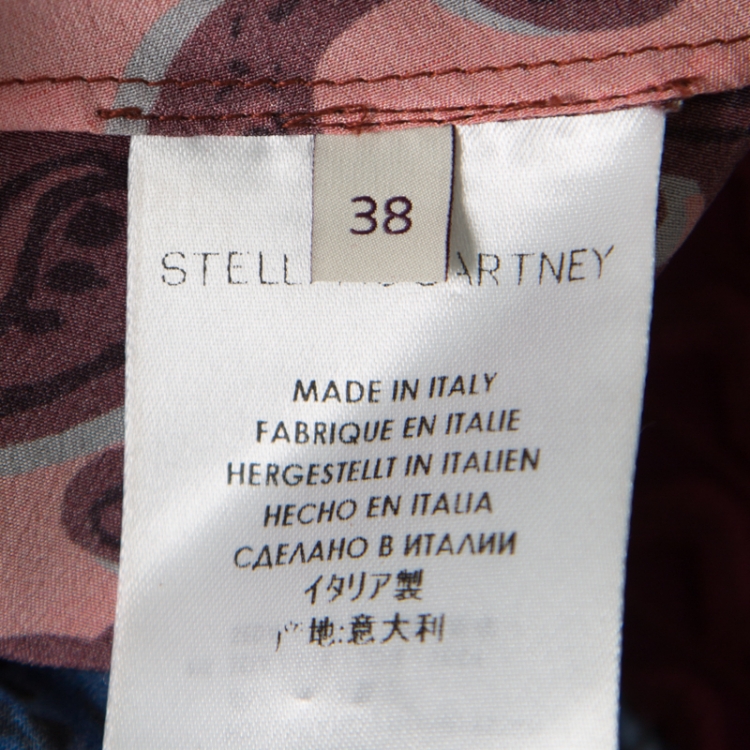 38
STELL ARTNEY
MADE IN ITALY
FABRIQUE EN ITALIE
HERGESTELLT IN ITALIEN
HECHO EN ITALIA
СДЕЛАНО В ИТАЛИИ
イタリア製
产地:意大利